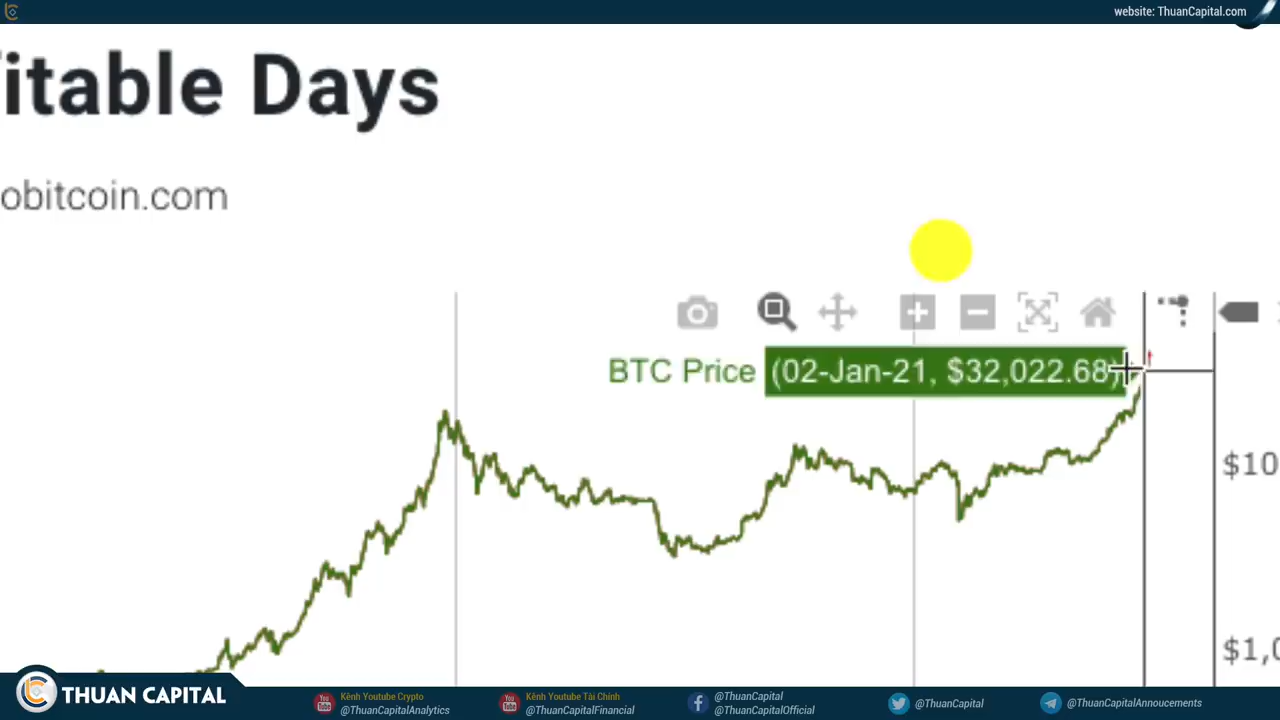 website: ThuanCapital.com
itable Days
obitcoin.com
BTC Price (02-Jan-21, $32,022.68)
$10
$1,0
THUAN CAPITAL
Kênh Youtube Crypto
@ThuanCapitalAnalytics
Kênh Youtube Tài Chính
@ThuanCapitalFinancial
@ThuanCapital
@ThuanCapitalOfficial
@ThuanCapital
@ThuanCapitalAnnoucements